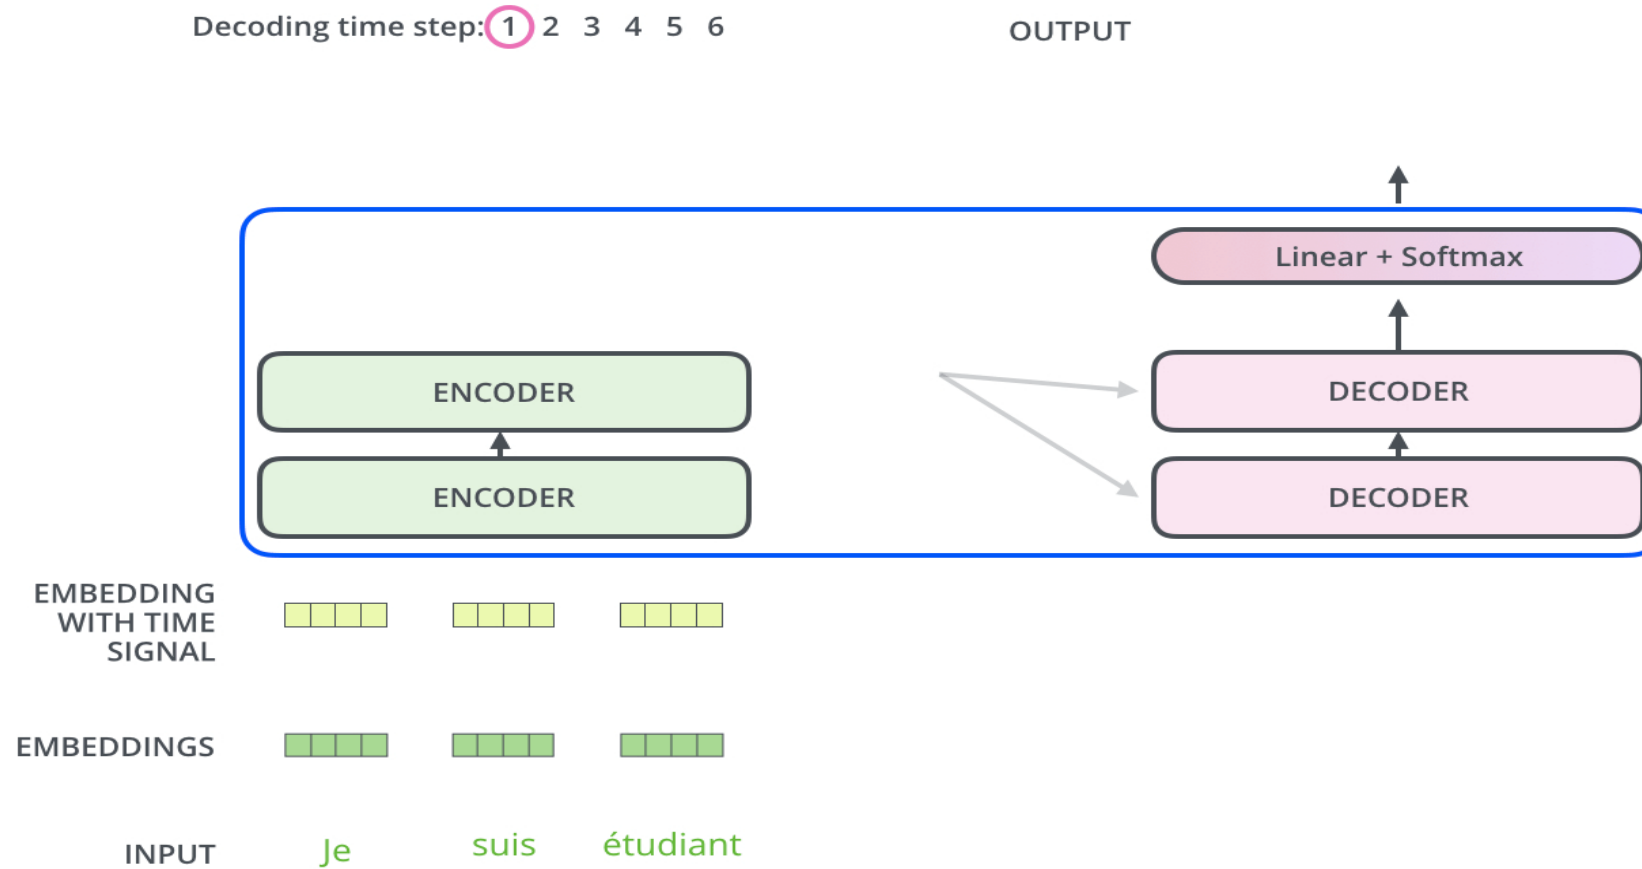 Decoding time step: 1 2 3 4 5 6
OUTPUT
Linear + Softmax
ENCODER
DECODER
ENCODER
DECODER
EMBEDDING
WITH TIME
SIGNAL
EMBEDDINGS
INPUT
Je
suis
étudiant